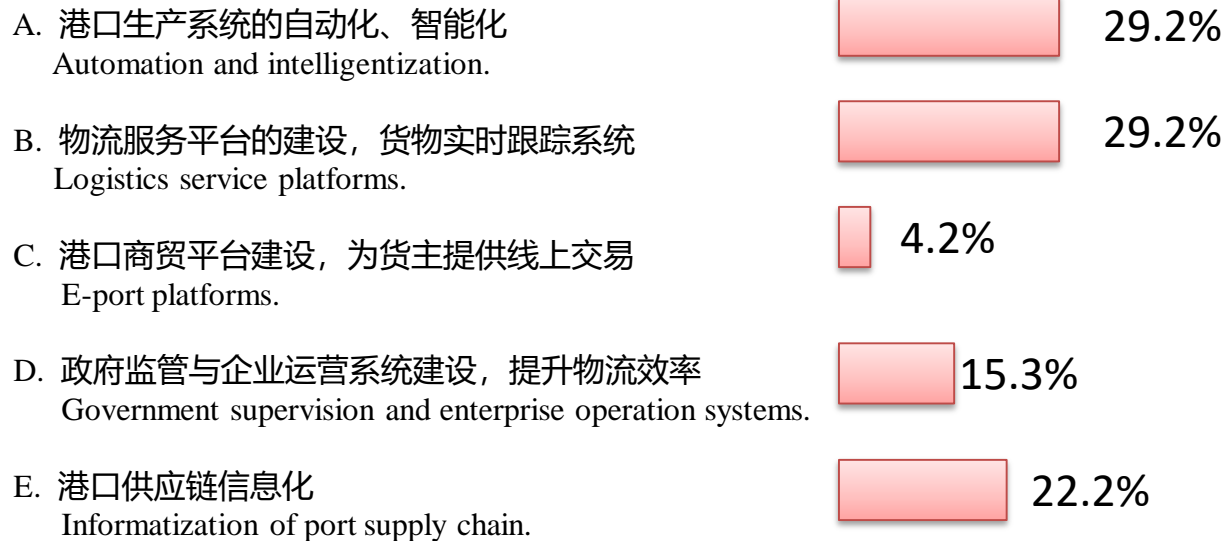 A. 港口生产系统的自动化、智能化
29.2%
Automation and intelligentization.
B. 物流服务平台的建设，货物实时跟踪系统
29.2%
Logistics service platforms.
C. 港口商贸平台建设，为货主提供线上交易
4.2%
E-port platforms.
D. 政府监管与企业运营系统建设，提升物流效率
15.3%
Government supervision and enterprise operation systems.
E. 港口供应链信息化
22.2%
Informatization of port supply chain.